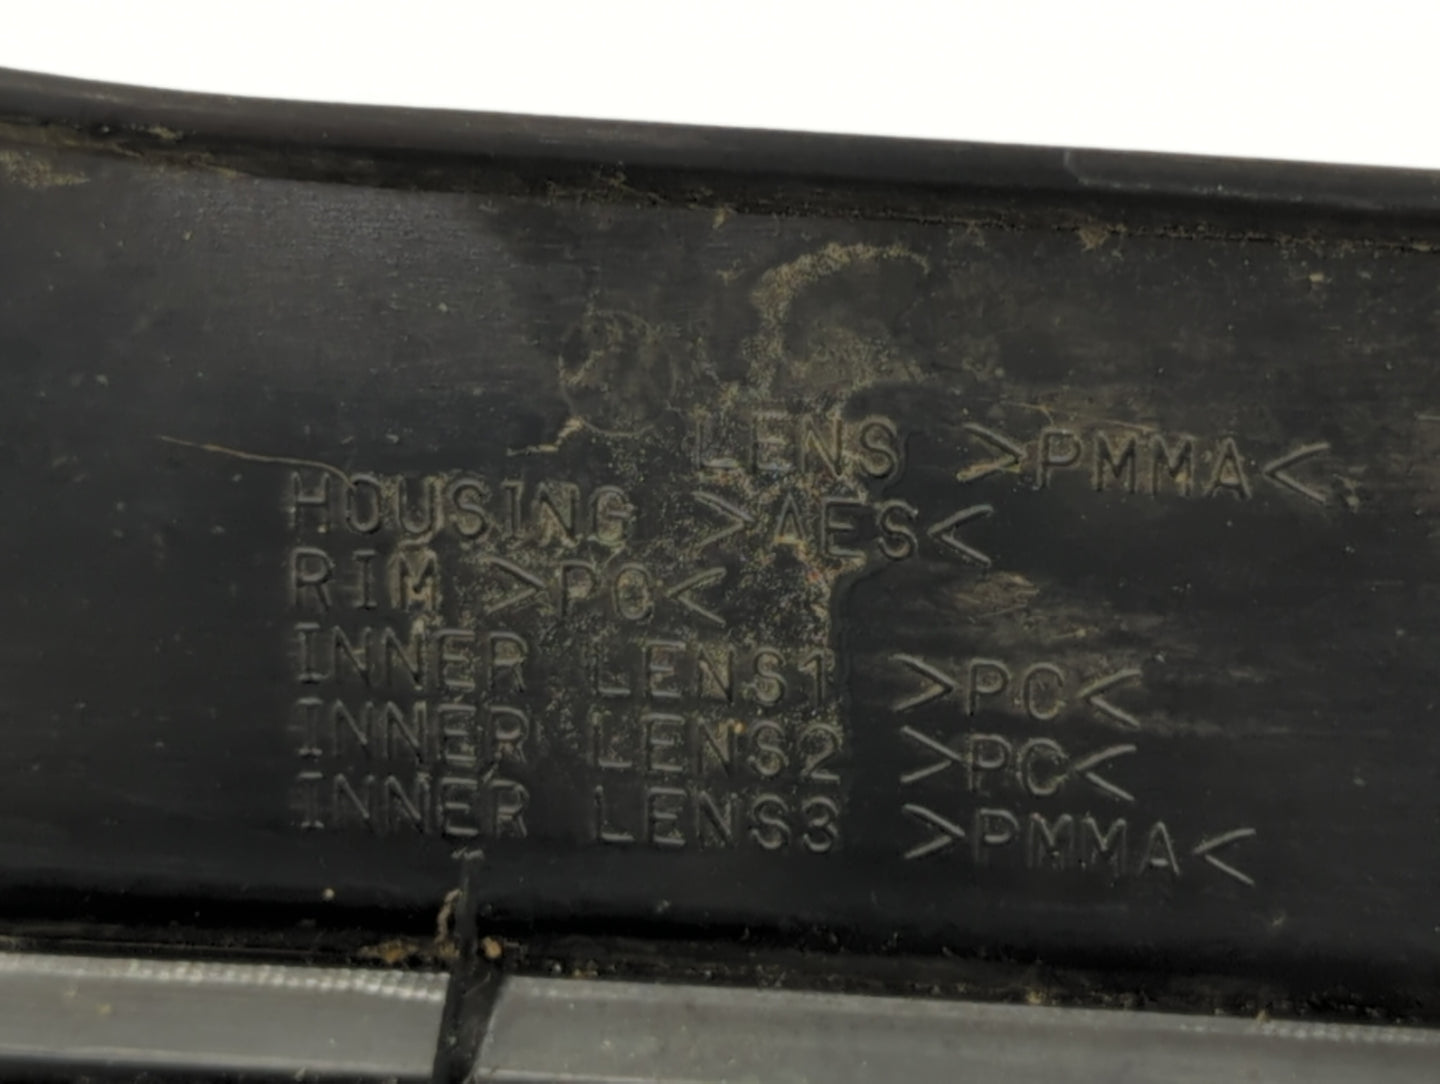 LENS >PMMA<
HOUSING >AES<
RIM >PC<
INNER LENS1 >PC<
INNER LENS2 >PC<
INNER LENS3 >PMMA<